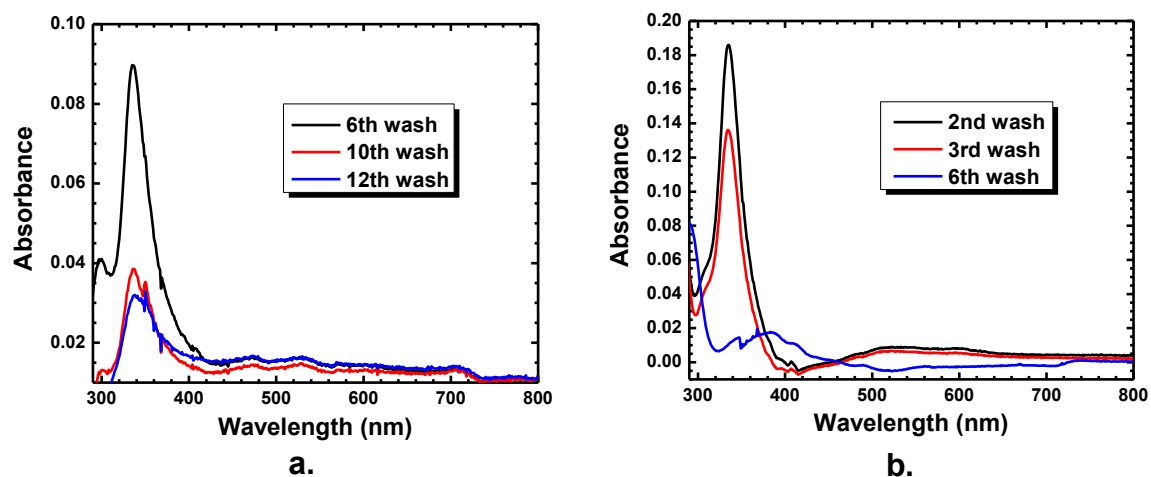 0.10
0.08
0.06
0.04
0.02
Absorbance
6th wash
10th wash
12th wash
300 400 500 600 700 800
Wavelength (nm)
a.
0.20
0.18
0.16
0.14
0.12
0.10
0.08
0.06
0.04
0.02
0.00
Absorbance
2nd wash
3rd wash
6th wash
300 400 500 600 700 800
Wavelength (nm)
b.